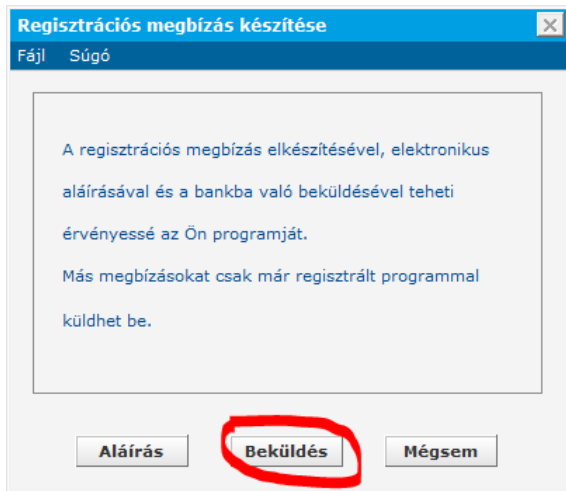 Regisztrációs megbízás készítése
Fájl Súgó
A regisztrációs megbízás elkészítésével, elektronikus
aláírásával és a bankba való beküldésével teheti
érvényessé az Ön programját.
Más megbízásokat csak már regisztrált programmal
küldhet be.
Aláírás Beküldés Mégsem